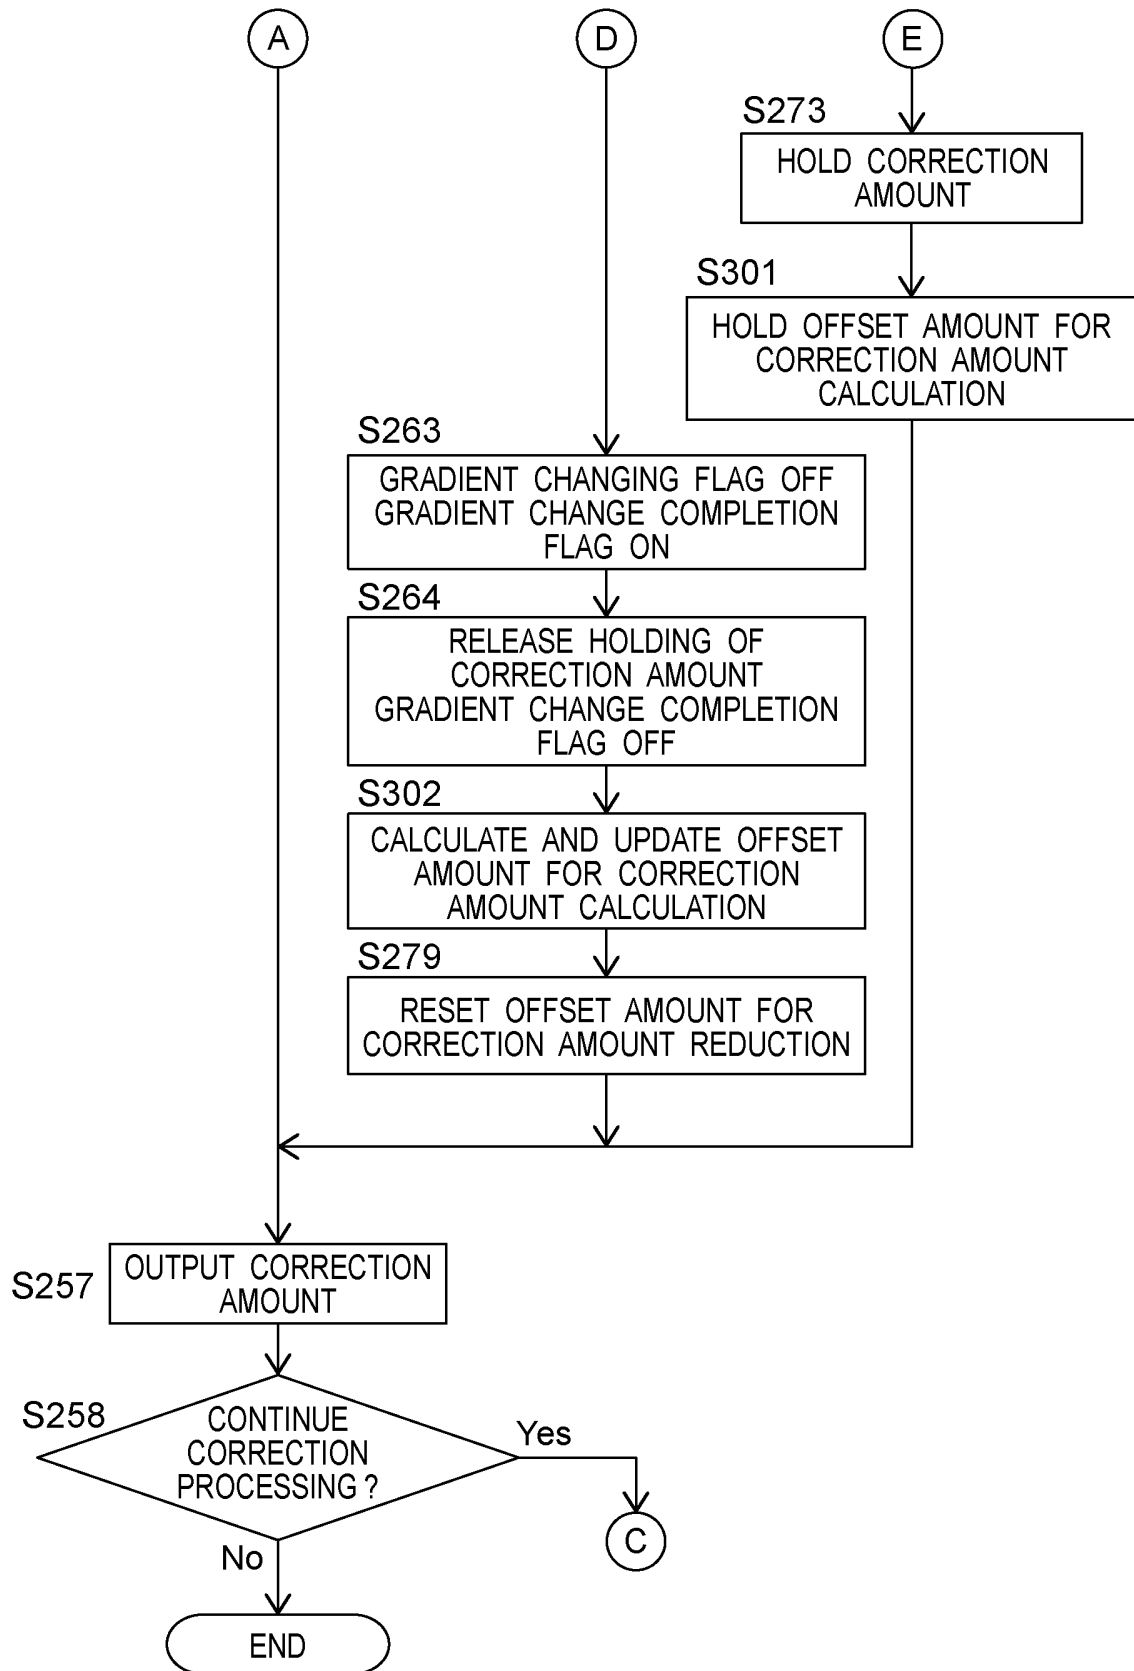 A
D
E
S273
HOLD CORRECTION
AMOUNT
S301
HOLD OFFSET AMOUNT FOR
CORRECTION AMOUNT
CALCULATION
S263
GRADIENT CHANGING FLAG OFF
GRADIENT CHANGE COMPLETION
FLAG ON
S264
RELEASE HOLDING OF
CORRECTION AMOUNT
GRADIENT CHANGE COMPLETION
FLAG OFF
S302
CALCULATE AND UPDATE OFFSET
AMOUNT FOR CORRECTION
AMOUNT CALCULATION
S279
RESET OFFSET AMOUNT FOR
CORRECTION AMOUNT REDUCTION
S257
OUTPUT CORRECTION
AMOUNT
S258
CONTINUE
CORRECTION
PROCESSING ?
Yes
C
No
END